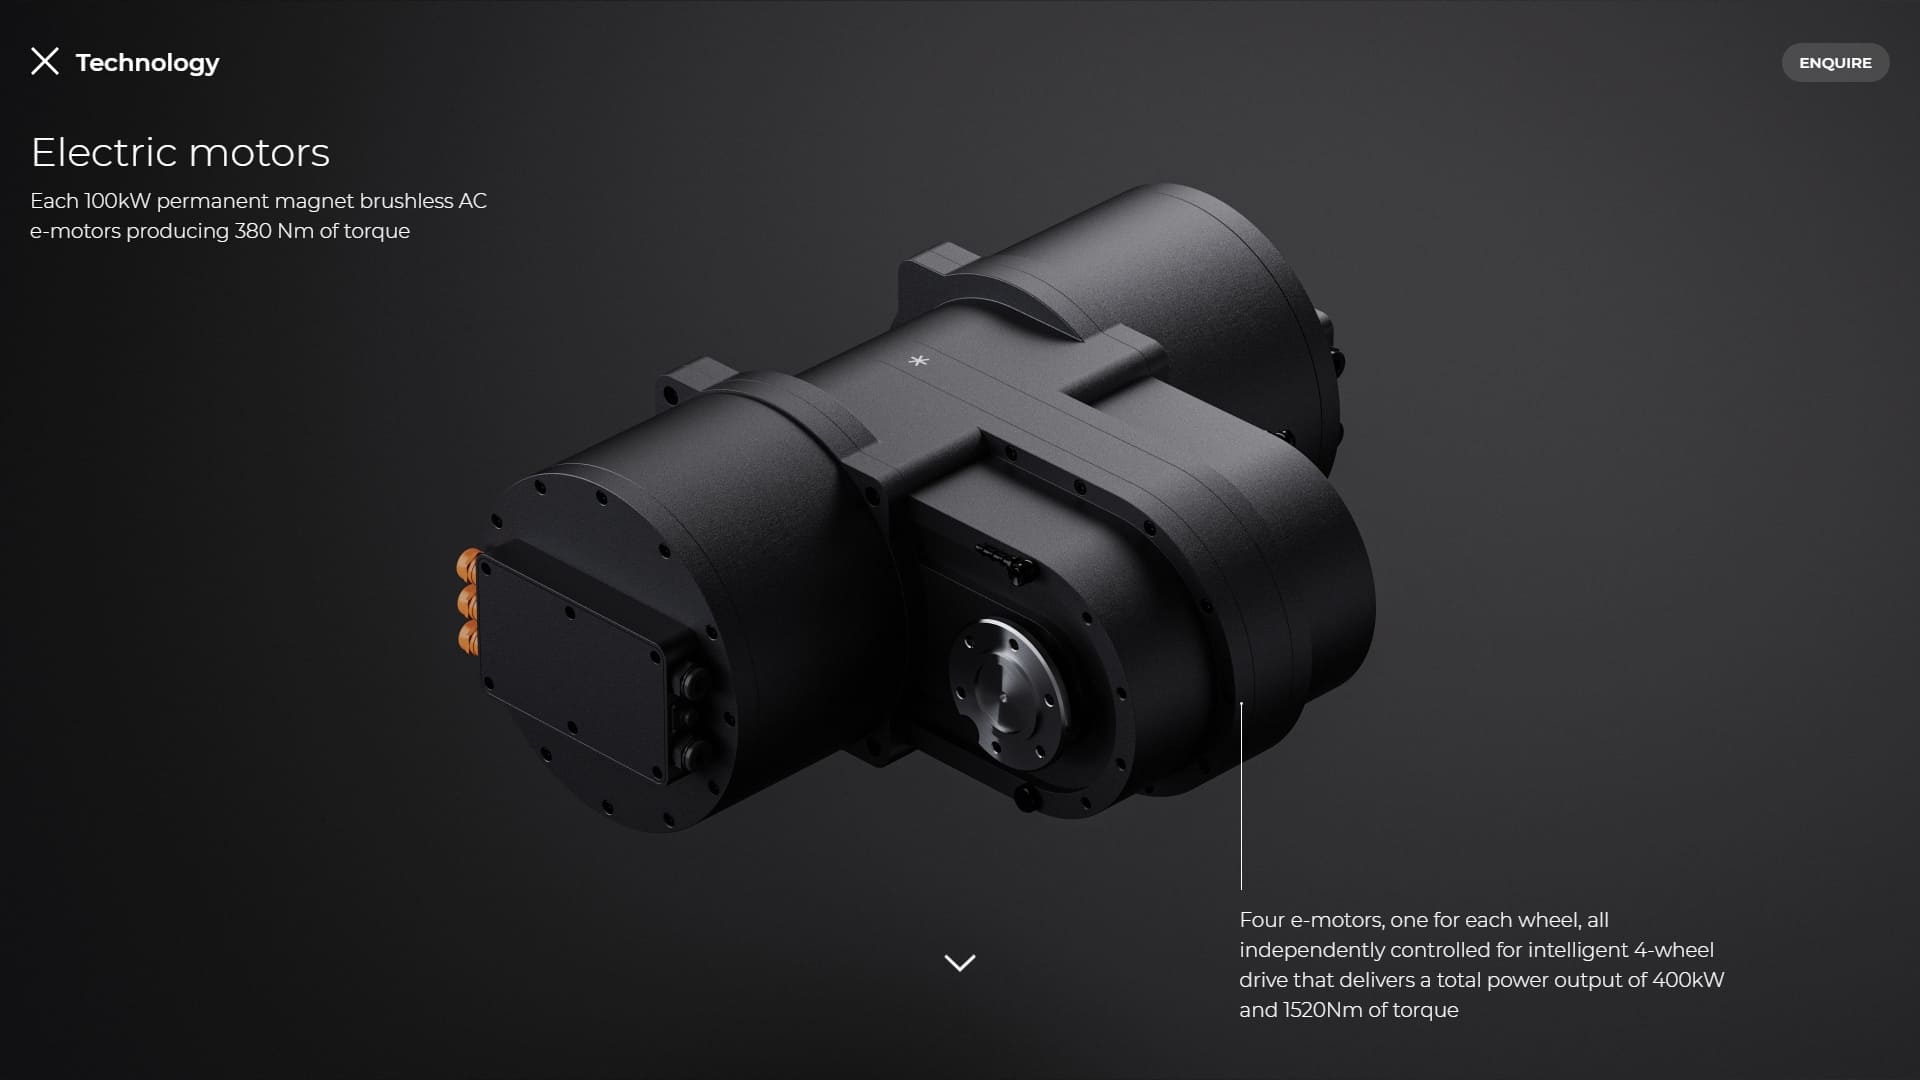 Technology
ENQUIRE
Electric motors
Each 100kW permanent magnet brushless AC
e-motors producing 380 Nm of torque
Four e-motors, one for each wheel, all
independently controlled for intelligent 4-wheel
drive that delivers a total power output of 400kW
and 1520Nm of torque